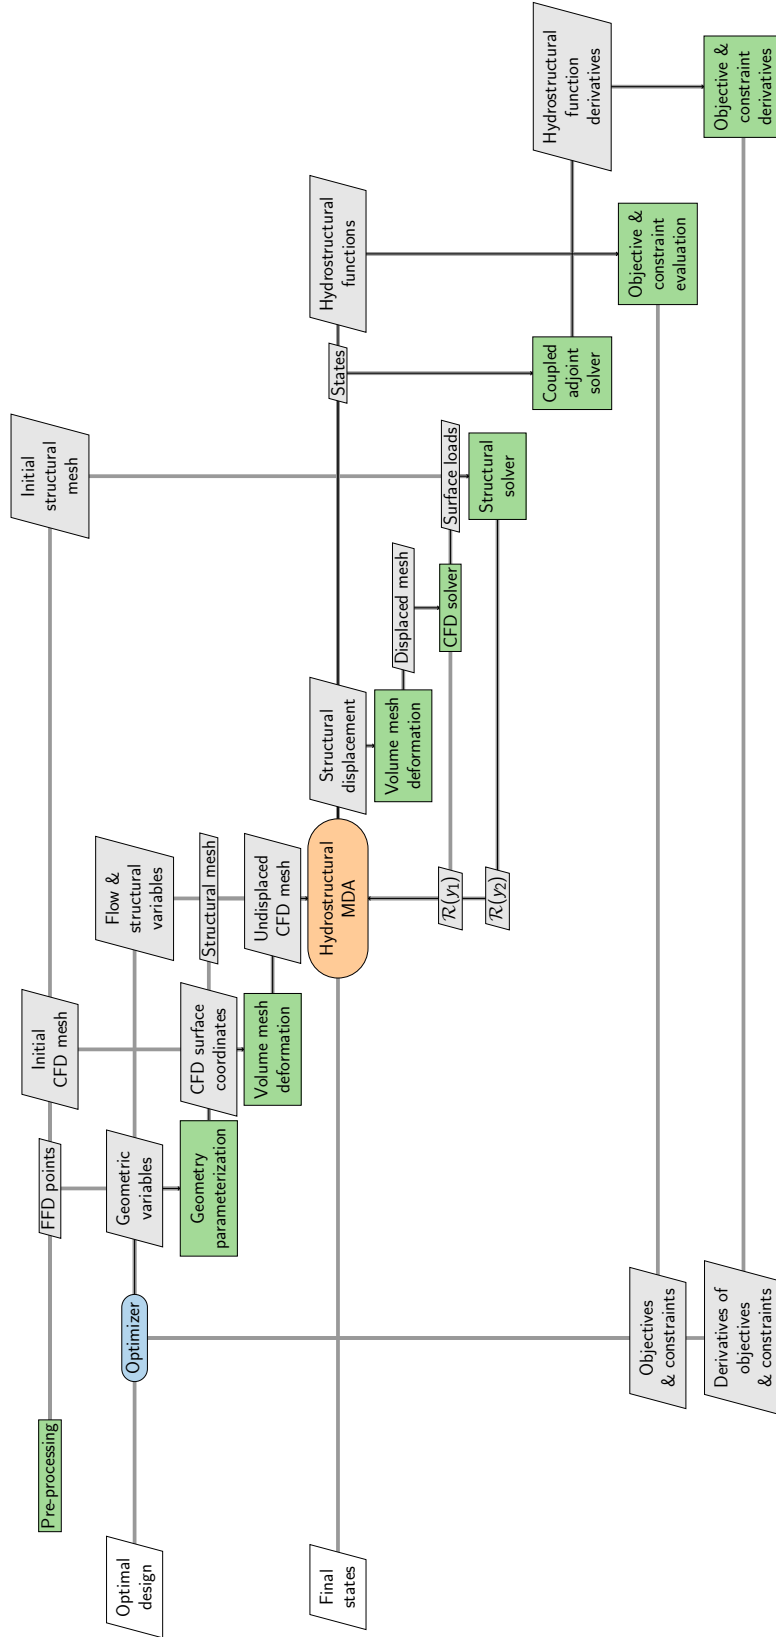 Pre-processing
FFD points
Initial
CFD mesh
Initial
structural
mesh
Optimal
design
Optimizer
Geometric
variables
Flow &
structural
variables
Geometry
parameterization
CFD surface
coordinates
Structural mesh
Volume mesh
deformation
Undisplaced
CFD mesh
Final
states
Hydrostructural
MDA
Structural
displacement
States
Hydrostructural
functions
Volume mesh
deformation
Displaced mesh
R(y₁)
CFD solver
Surface loads
R(y₂)
Structural
solver
Coupled
adjoint
solver
Hydrostructural
function
derivatives
Objectives
& constraints
Objective &
constraint
evaluation
Derivatives of
objectives
& constraints
Objective &
constraint
derivatives